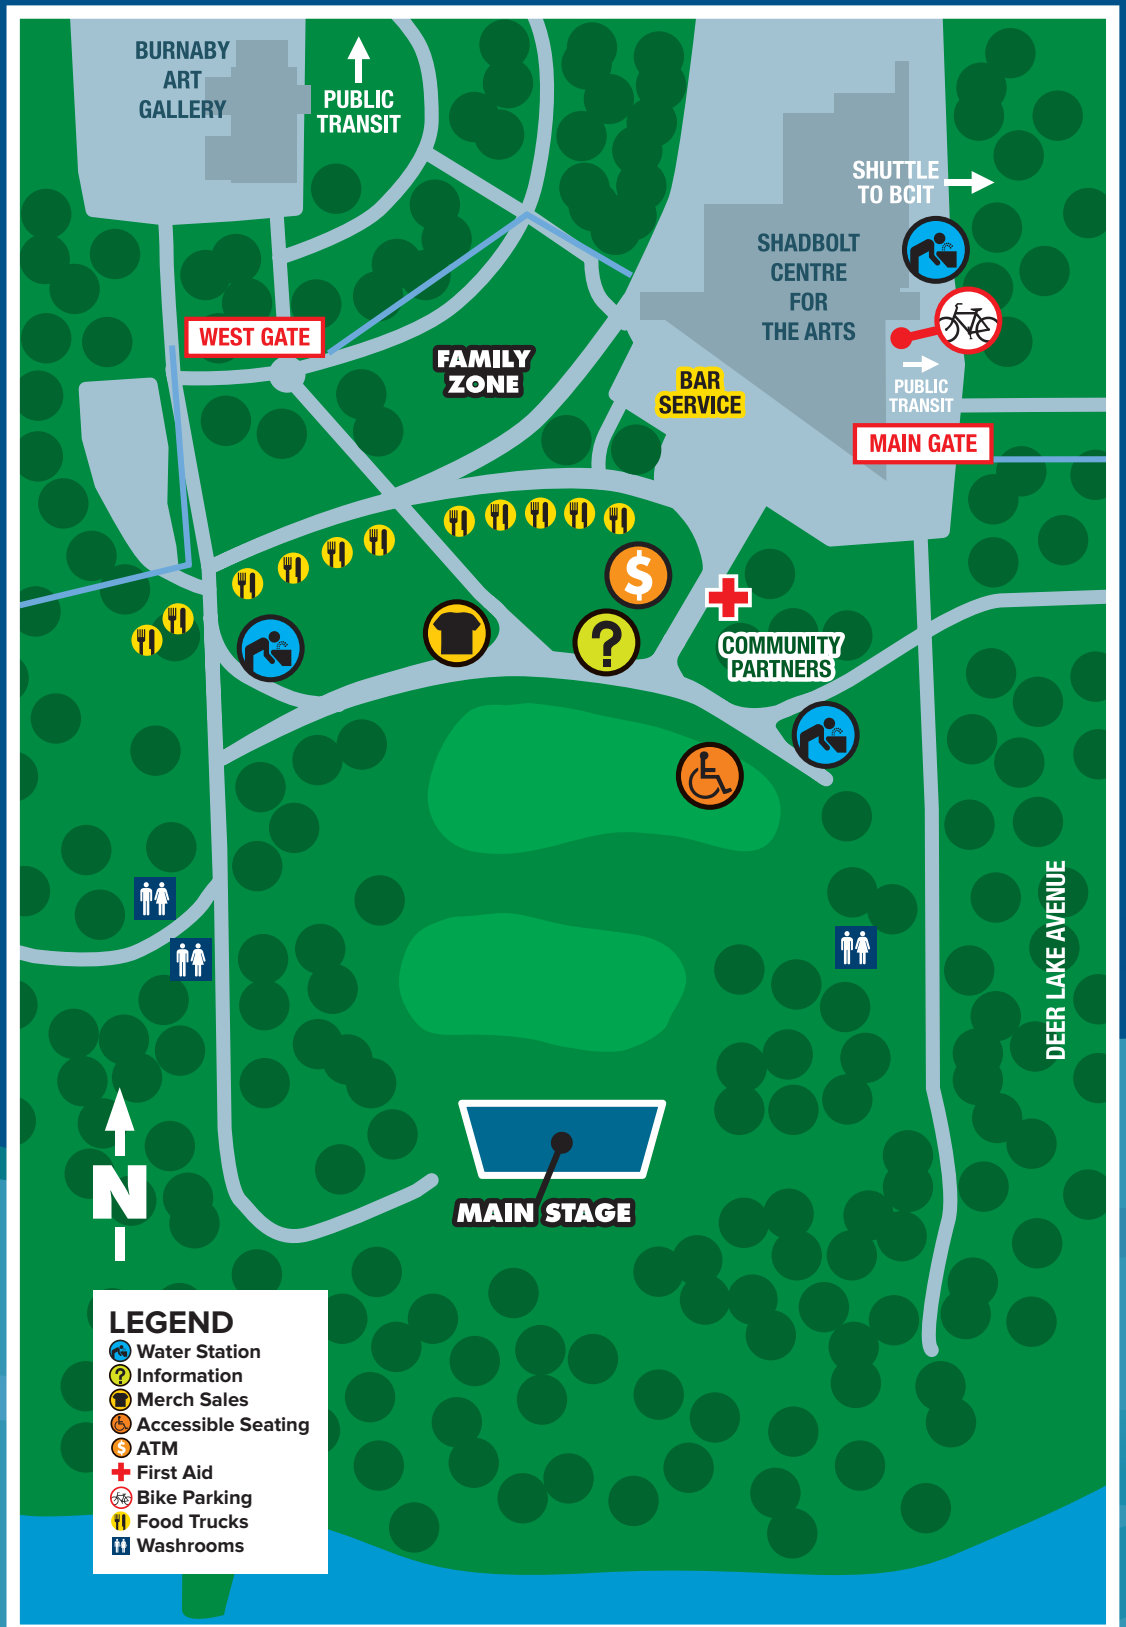 BURNABY
ART
GALLERY
PUBLIC
TRANSIT
SHUTTLE
TO BCIT
SHADBOLT
CENTRE
FOR
THE ARTS
WEST GATE
FAMILY
ZONE
BAR
SERVICE
PUBLIC
TRANSIT
MAIN GATE
$
?
COMMUNITY
PARTNERS
DEER LAKE AVENUE
N
MAIN STAGE
LEGEND
Water Station
? Information
Merch Sales
Accessible Seating
$ ATM
First Aid
Bike Parking
Food Trucks
Washrooms